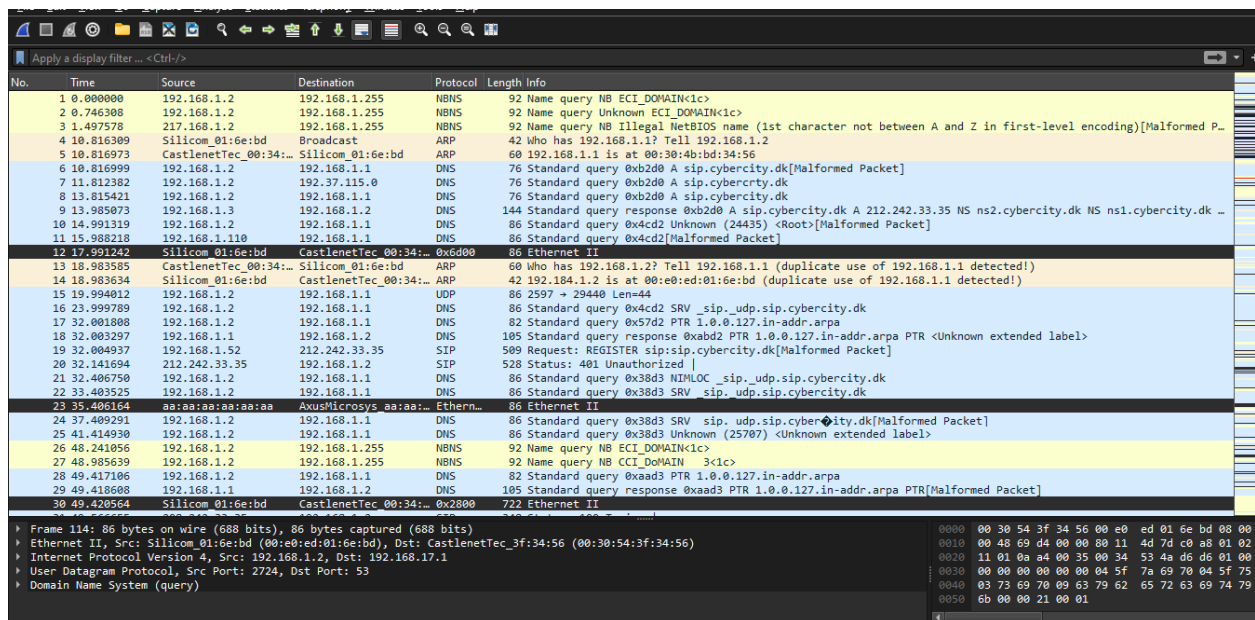 Apply a display filter ... <Ctrl-/>
No. Time Source Destination Protocol Length Info
1 0.000000 192.168.1.2 192.168.1.255 NBNS 92 Name query NB ECI_DOMAIN<1c>
2 0.746308 192.168.1.2 192.168.1.255 NBNS 92 Name query Unknown ECI_DOMAIN<1c>
3 1.497578 217.168.1.2 192.168.1.255 NBNS 92 Name query NB Illegal NetBIOS name (1st character not between A and Z in first-level encoding)[Malformed P…
4 10.816309 Silicom_01:6e:bd Broadcast ARP 42 Who has 192.168.1.1? Tell 192.168.1.2
5 10.816973 CastlenetTec_00:34:… Silicom_01:6e:bd ARP 60 192.168.1.1 is at 00:30:4b:bd:34:56
6 10.816999 192.168.1.2 192.168.1.1 DNS 76 Standard query 0xb2d0 A sip.cybercity.dk[Malformed Packet]
7 11.812382 192.168.1.2 192.37.115.0 DNS 76 Standard query 0xb2d0 A sip.cybercrty.dk
8 13.815421 192.168.1.2 192.168.1.1 DNS 76 Standard query 0xb2d0 A sip.cybercity.dk
9 13.985073 192.168.1.3 192.168.1.2 DNS 144 Standard query response 0xb2d0 A sip.cybercity.dk A 212.242.33.35 NS ns2.cybercity.dk NS ns1.cybercity.dk …
10 14.991319 192.168.1.2 192.168.1.1 DNS 86 Standard query 0x4cd2 Unknown (24435) <Root>[Malformed Packet]
11 15.988218 192.168.1.110 192.168.1.1 DNS 86 Standard query 0x4cd2[Malformed Packet]
12 17.991242 Silicom_01:6e:bd CastlenetTec_00:34:… 0x6d00 86 Ethernet II
13 18.983585 CastlenetTec_00:34:… Silicom_01:6e:bd ARP 60 Who has 192.168.1.2? Tell 192.168.1.1 (duplicate use of 192.168.1.1 detected!)
14 18.983634 Silicom_01:6e:bd CastlenetTec_00:34:… ARP 42 192.184.1.2 is at 00:e0:ed:01:6e:bd (duplicate use of 192.168.1.1 detected!)
15 19.994012 192.168.1.2 192.168.1.1 UDP 86 2597 → 29440 Len=44
16 23.999789 192.168.1.2 192.168.1.1 DNS 86 Standard query 0x4cd2 SRV _sip._udp.sip.cybercity.dk
17 32.001808 192.168.1.2 192.168.1.1 DNS 82 Standard query 0x57d2 PTR 1.0.0.127.in-addr.arpa
18 32.003297 192.168.1.1 192.168.1.2 DNS 105 Standard query response 0xabd2 PTR 1.0.0.127.in-addr.arpa PTR <Unknown extended label>
19 32.004937 192.168.1.52 212.242.33.35 SIP 509 Request: REGISTER sip:sip.cybercity.dk[Malformed Packet]
20 32.141694 212.242.33.35 192.168.1.2 SIP 528 Status: 401 Unauthorized |
21 32.406750 192.168.1.2 192.168.1.1 DNS 86 Standard query 0x38d3 NIMLOC _sip._udp.sip.cybercity.dk
22 33.403525 192.168.1.2 192.168.1.1 DNS 86 Standard query 0x38d3 SRV _sip._udp.sip.cybercity.dk
23 35.406164 aa:aa:aa:aa:aa:aa AxusMicrosys_aa:aa:… Ethern… 86 Ethernet II
24 37.409291 192.168.1.2 192.168.1.1 DNS 86 Standard query 0x38d3 SRV _sip._udp.sip.cyber�ity.dk[Malformed Packet]
25 41.414930 192.168.1.2 192.168.1.1 DNS 86 Standard query 0x38d3 Unknown (25707) <Unknown extended label>
26 48.241056 192.168.1.2 192.168.1.255 NBNS 92 Name query NB ECI_DOMAIN<1c>
27 48.985639 192.168.1.2 192.168.1.255 NBNS 92 Name query NB CCI_DoMAIN 3<1c>
28 49.417106 192.168.1.2 192.168.1.1 DNS 82 Standard query 0xaad3 PTR 1.0.0.127.in-addr.arpa
29 49.418608 192.168.1.1 192.168.1.2 DNS 105 Standard query response 0xaad3 PTR 1.0.0.127.in-addr.arpa PTR[Malformed Packet]
30 49.420564 Silicom_01:6e:bd CastlenetTec_00:34:… 0x2800 722 Ethernet II
Frame 114: 86 bytes on wire (688 bits), 86 bytes captured (688 bits)
Ethernet II, Src: Silicom_01:6e:bd (00:e0:ed:01:6e:bd), Dst: CastlenetTec_3f:34:56 (00:30:54:3f:34:56)
Internet Protocol Version 4, Src: 192.168.1.2, Dst: 192.168.17.1
User Datagram Protocol, Src Port: 2724, Dst Port: 53
Domain Name System (query)
0000 00 30 54 3f 34 56 00 e0 ed 01 6e bd 08 00
0010 00 48 69 d4 00 00 80 11 4d 7d c0 a8 01 02
0020 11 01 0a a4 00 35 00 34 53 4a d6 d6 01 00
0030 00 00 00 00 00 00 04 5f 7a 69 70 04 5f 75
0040 03 73 69 70 09 63 79 62 65 72 63 69 74 79
0050 6b 00 00 21 00 01